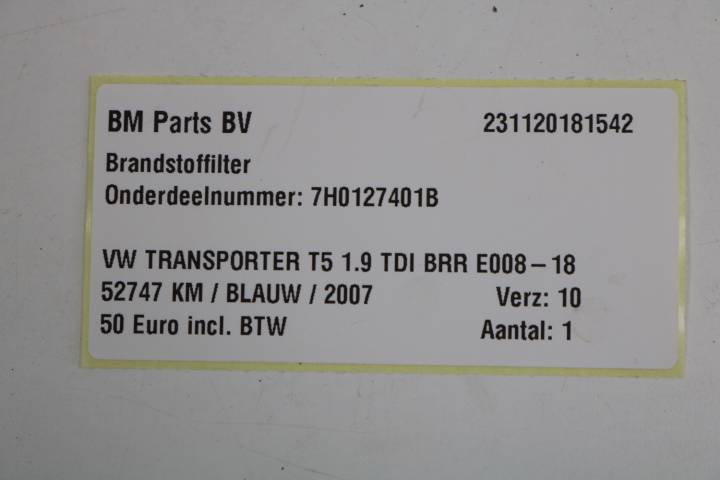 BM Parts BV 231120181542
Brandstoffilter
Onderdeelnummer: 7H0127401B
VW TRANSPORTER T5 1.9 TDI BRR E008-18
52747 KM / BLAUW / 2007 Verz: 10
50 Euro incl. BTW Aantal: 1